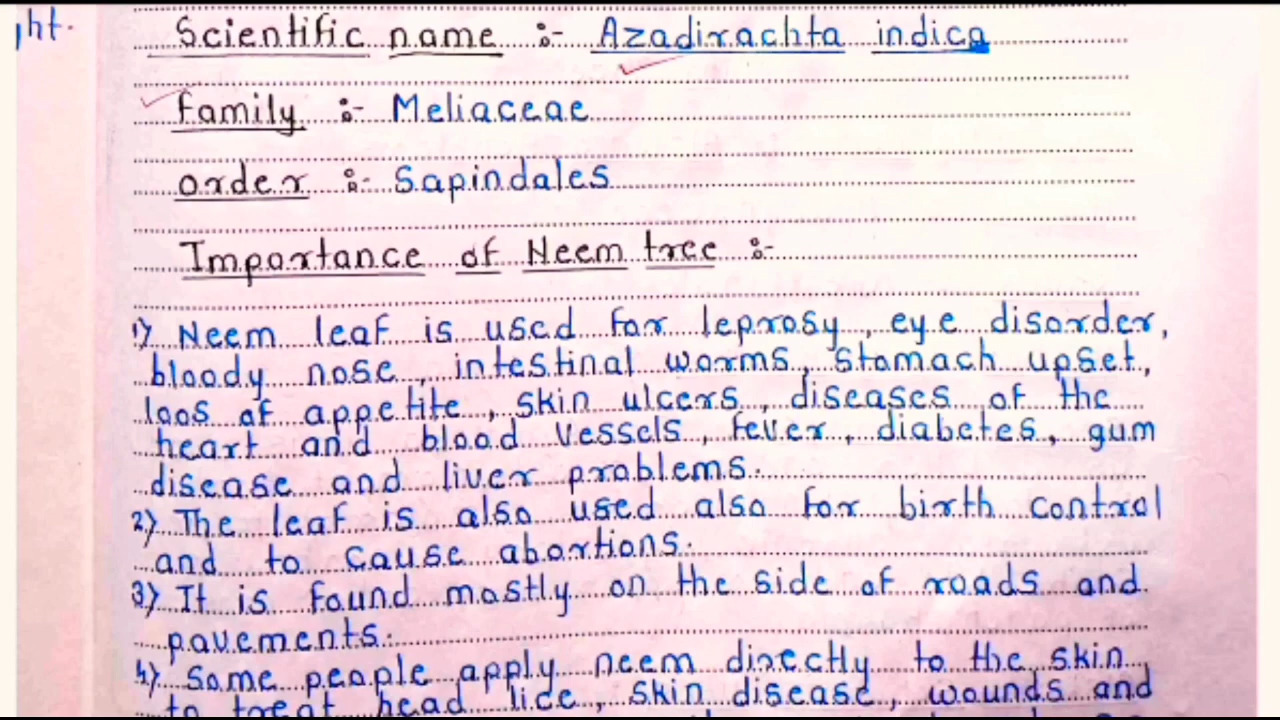 ght.
Scientific name :- Azadirachta indica
family :- Meliaceae
order :- Sapindales
Importance of Neem tree :-
1) Neem leaf is used for leprosy, eye disorder,
bloody nose, intestinal worms, stomach upset,
loos of appetite, skin ulcers, diseases of the
heart and blood vessels, fever, diabetes, gum
disease and liver problems.
2) The leaf is also used also for birth control
and to cause abortions.
3) It is found mostly on the side of roads and
pavements.
4) Some people apply neem directly to the skin
to treat head lice, skin disease, wounds and